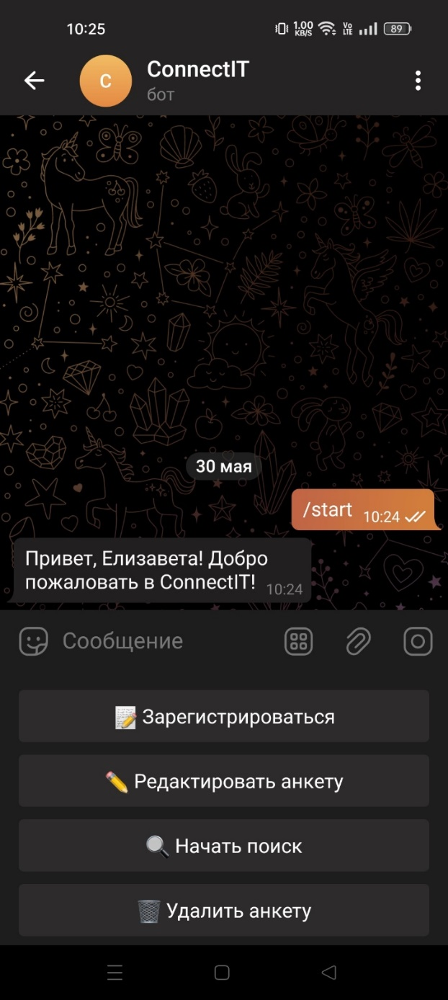 10:25
1.00 KB/S
Vo LTE
89
C
ConnectIT
бот
30 мая
/start 10:24
Привет, Елизавета! Добро
пожаловать в ConnectIT! 10:24
Сообщение
Зарегистрироваться
Редактировать анкету
Начать поиск
Удалить анкету